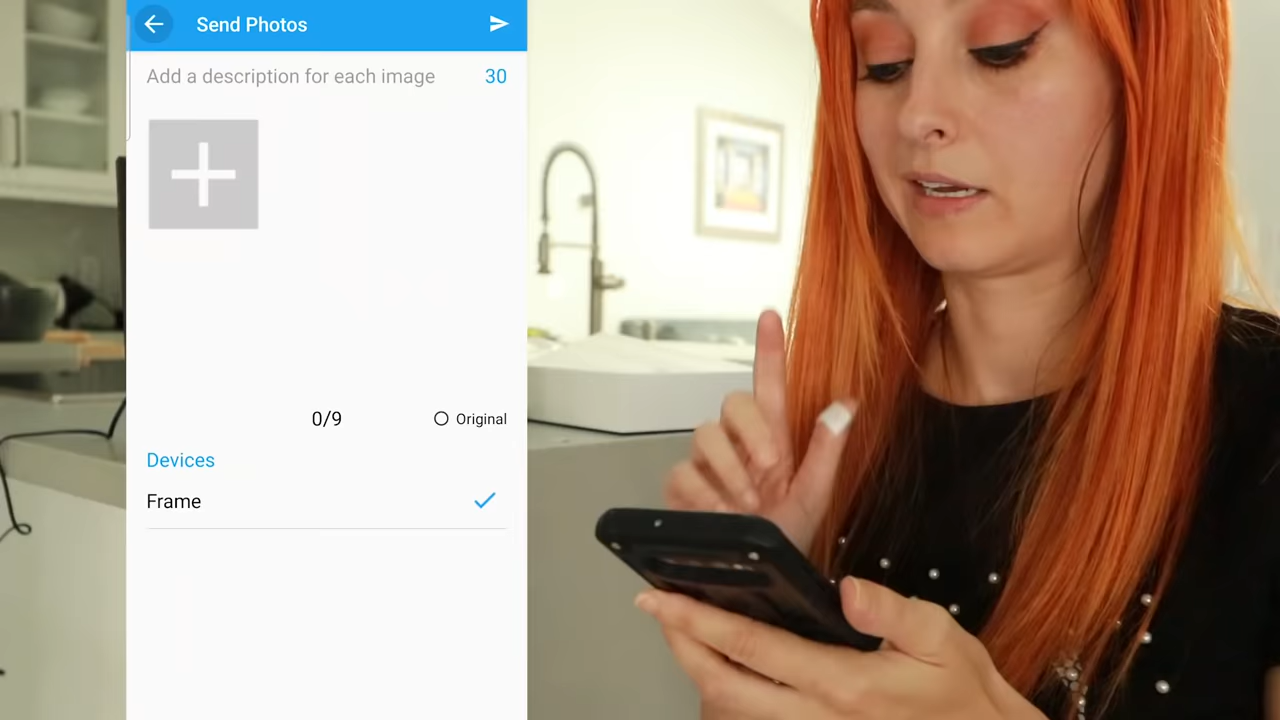 Send Photos
Add a description for each image 30
0/9 Original
Devices
Frame